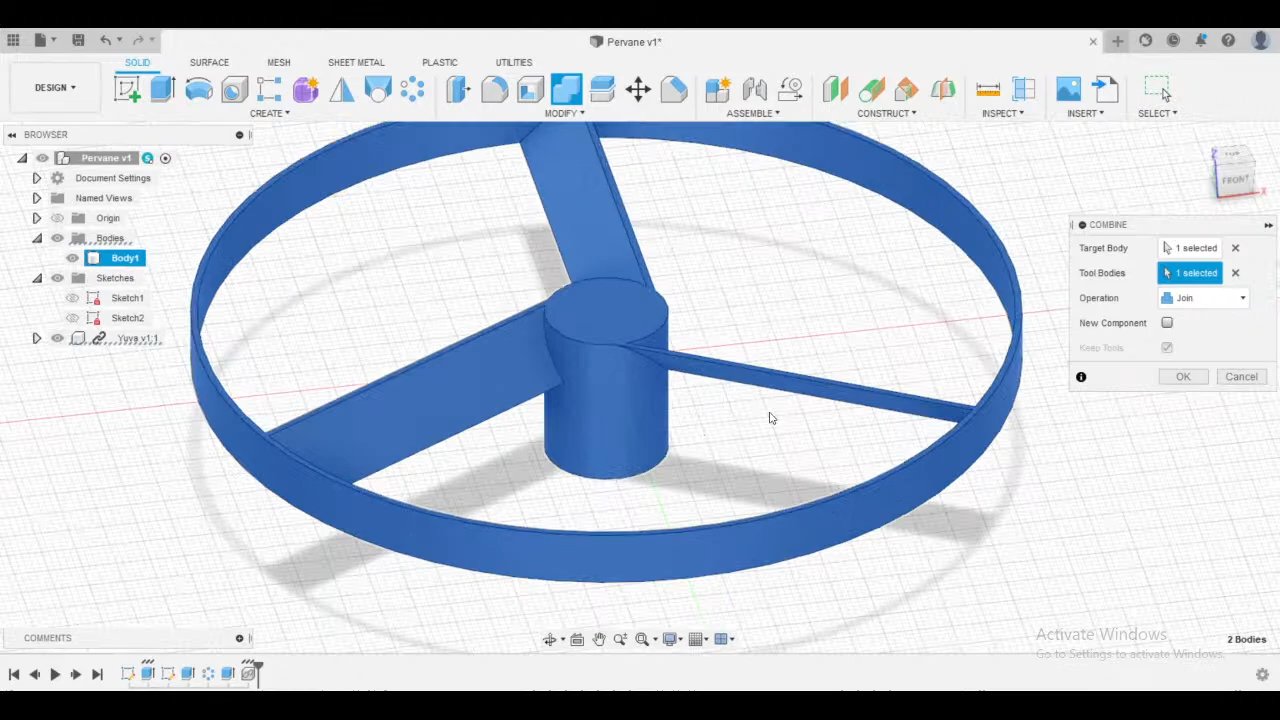 Pervane v1*
DESIGN
SOLID
SURFACE
MESH
SHEET METAL
PLASTIC
UTILITIES
CREATE
MODIFY
ASSEMBLE
CONSTRUCT
INSPECT
INSERT
SELECT
BROWSER
Pervane v1
Document Settings
Named Views
Origin
Bodies
Body1
Sketches
Sketch1
Sketch2
Yuva v1:1
TOP
FRONT
Z
X
COMBINE
Target Body 1 selected
Tool Bodies 1 selected
Operation Join
New Component
Keep Tools
OK Cancel
COMMENTS
Activate Windows
Go to Settings to activate Windows.
2 Bodies